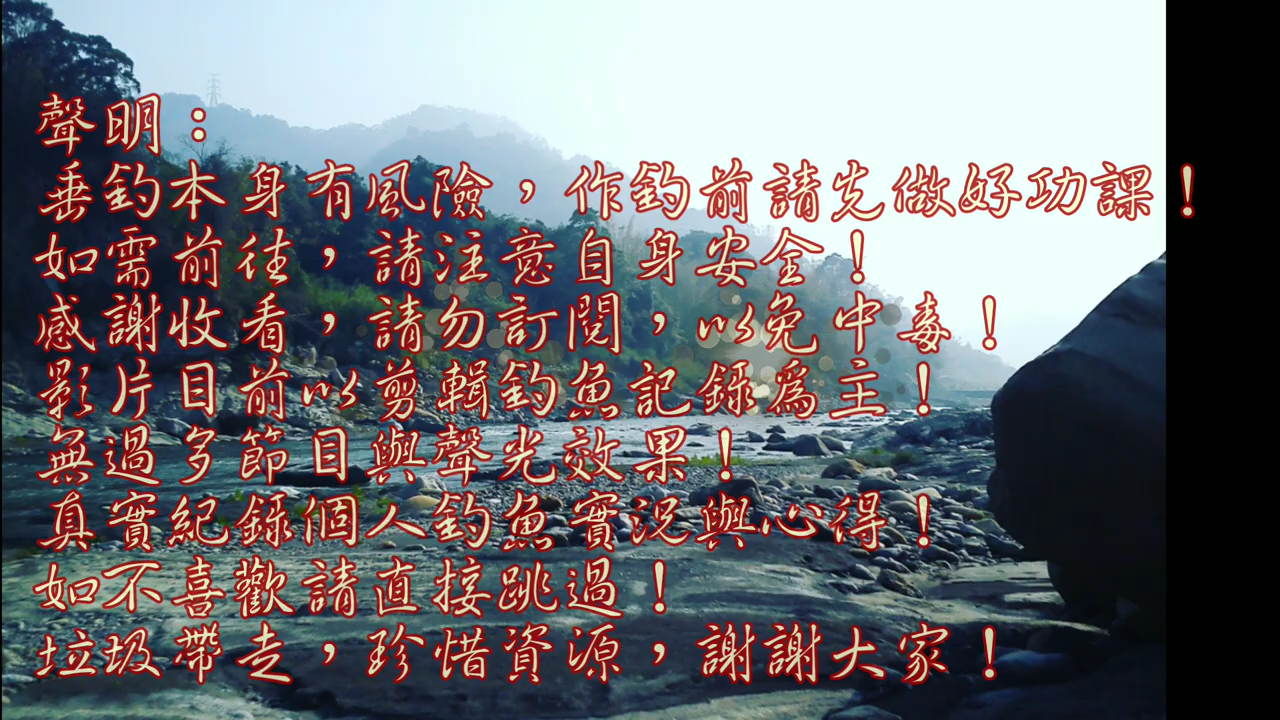 聲明：
垂釣本身有風險，作釣前請先做好功課！
如需前往，請注意自身安全！
感謝收看，請勿訂閱，以免中毒！
影片目前以剪輯釣魚記錄為主！
無過多節目與聲光效果！
真實紀錄個人釣魚實況與心得！
如不喜歡請直接跳過！
垃圾帶走，珍惜資源，謝謝大家！